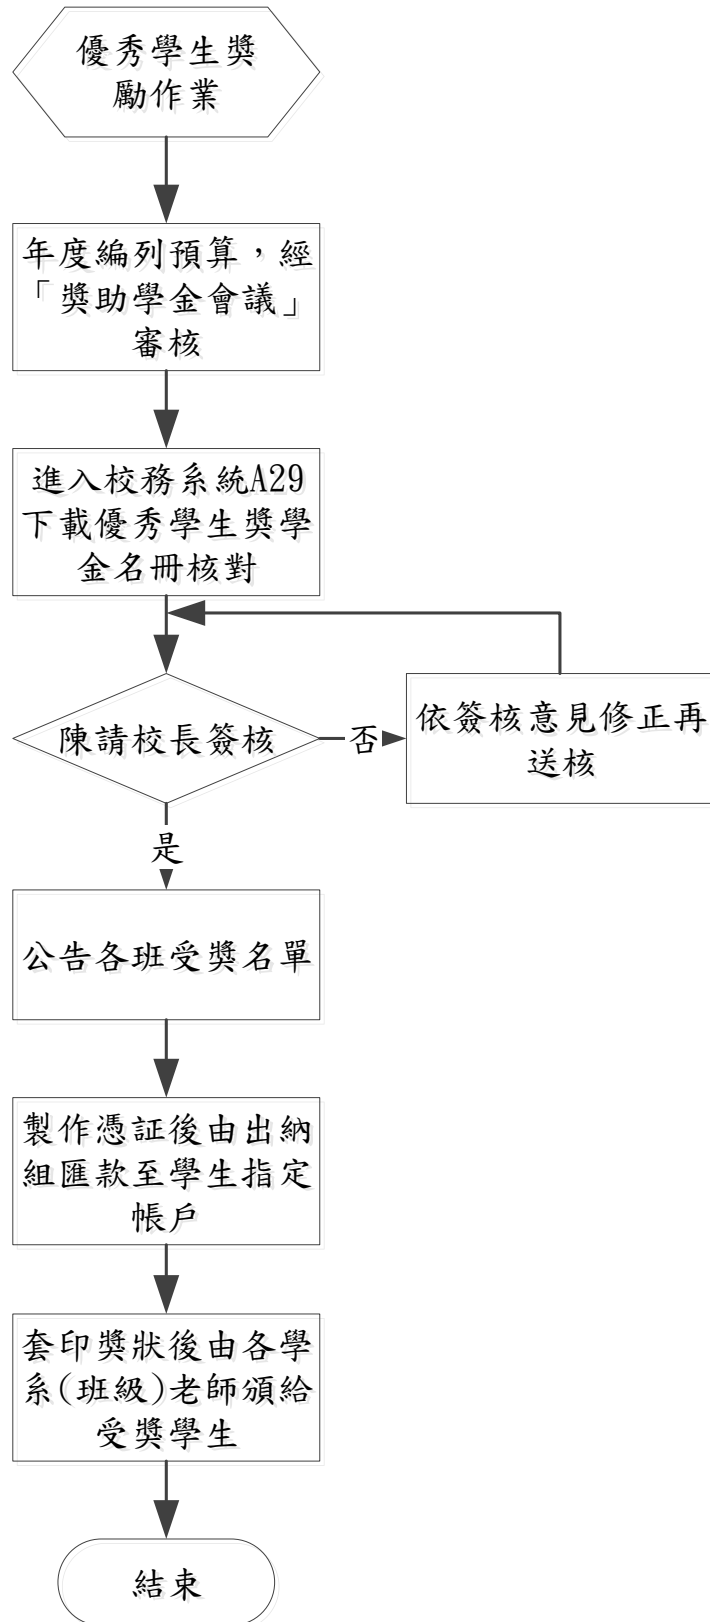 優秀學生獎
勵作業
年度編列預算，經
「獎助學金會議」
審核
進入校務系統A29
下載優秀學生獎學
金名冊核對
陳請校長簽核
否
依簽核意見修正再
送核
是
公告各班受獎名單
製作憑証後由出納
組匯款至學生指定
帳戶
套印獎狀後由各學
系(班級)老師頒給
受獎學生
結束